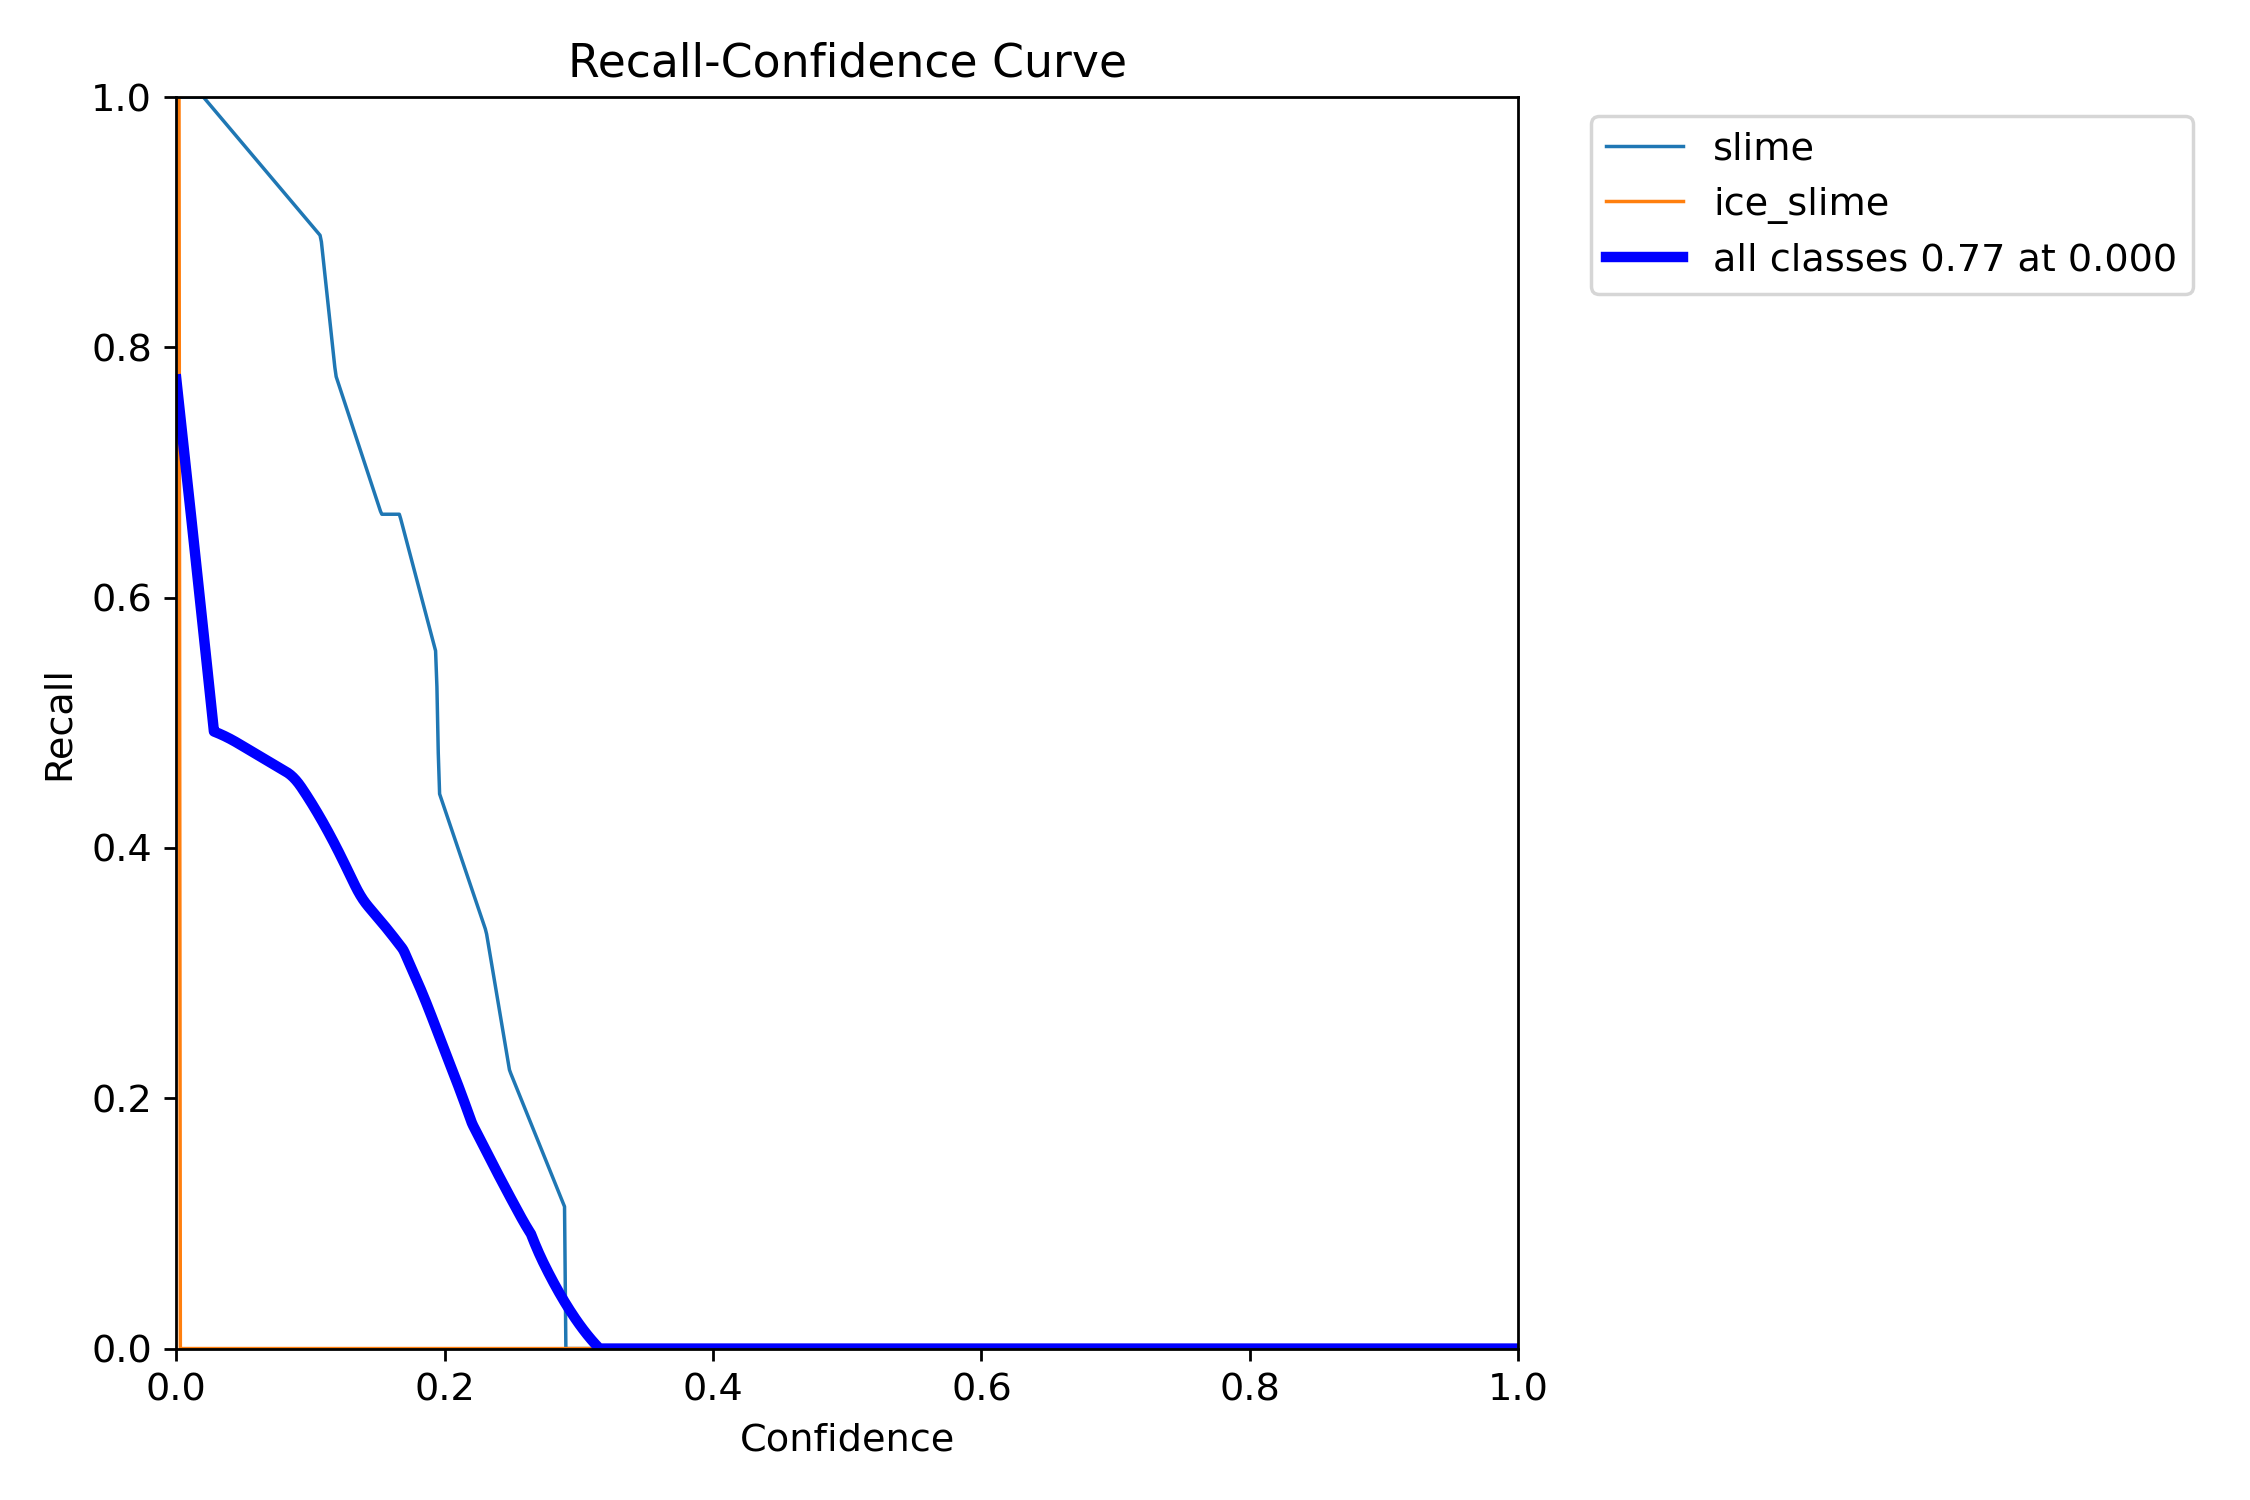 Recall-Confidence Curve
slime
ice_slime
all classes 0.77 at 0.000
1.0
0.8
0.6
0.4
0.2
0.0
Recall
0.0 0.2 0.4 0.6 0.8 1.0
Confidence